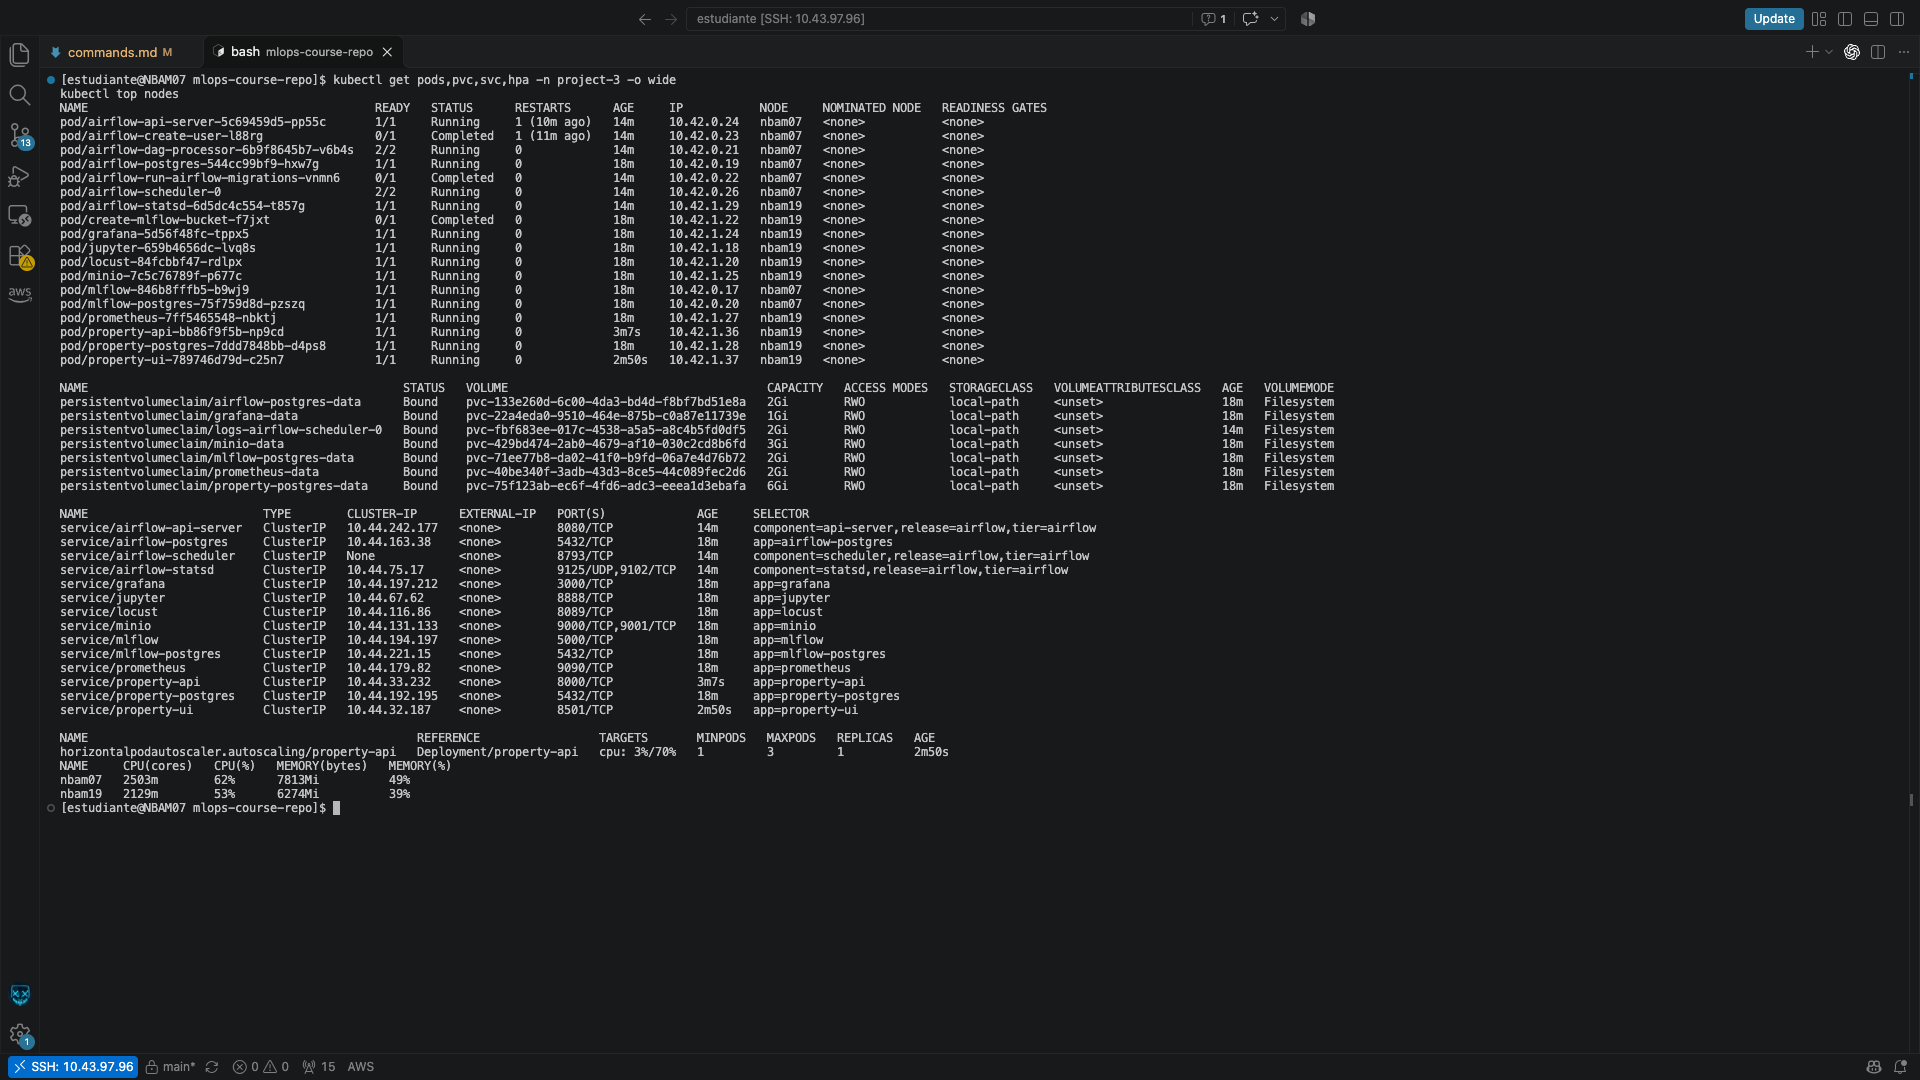 estudiante [SSH: 10.43.97.96]
1
Update
commands.md M
bash mlops-course-repo
[estudiante@NBAM07 mlops-course-repo]$ kubectl get pods,pvc,svc,hpa -n project-3 -o wide
kubectl top nodes
NAME READY STATUS RESTARTS AGE IP NODE NOMINATED NODE READINESS GATES
pod/airflow-api-server-5c69459d5-pp55c 1/1 Running 1 (10m ago) 14m 10.42.0.24 nbam07 <none> <none>
pod/airflow-create-user-l88rg 0/1 Completed 1 (11m ago) 14m 10.42.0.23 nbam07 <none> <none>
pod/airflow-dag-processor-6b9f8645b7-v6b4s 2/2 Running 0 14m 10.42.0.21 nbam07 <none> <none>
pod/airflow-postgres-544cc99bf9-hxw7g 1/1 Running 0 18m 10.42.0.19 nbam07 <none> <none>
pod/airflow-run-airflow-migrations-vnmn6 0/1 Completed 0 14m 10.42.0.22 nbam07 <none> <none>
pod/airflow-scheduler-0 2/2 Running 0 14m 10.42.0.26 nbam07 <none> <none>
pod/airflow-statsd-6d5dc4c554-t857g 1/1 Running 0 14m 10.42.1.29 nbam19 <none> <none>
pod/create-mlflow-bucket-f7jxt 0/1 Completed 0 18m 10.42.1.22 nbam19 <none> <none>
pod/grafana-5d56f48fc-tppx5 1/1 Running 0 18m 10.42.1.24 nbam19 <none> <none>
pod/jupyter-659b4656dc-lvq8s 1/1 Running 0 18m 10.42.1.18 nbam19 <none> <none>
pod/locust-84fcbbf47-rdlpx 1/1 Running 0 18m 10.42.1.20 nbam19 <none> <none>
pod/minio-7c5c76789f-p677c 1/1 Running 0 18m 10.42.1.25 nbam19 <none> <none>
pod/mlflow-846b8fffb5-b9wj9 1/1 Running 0 18m 10.42.0.17 nbam07 <none> <none>
pod/mlflow-postgres-75f759d8d-pzszq 1/1 Running 0 18m 10.42.0.20 nbam07 <none> <none>
pod/prometheus-7ff5465548-nbktj 1/1 Running 0 18m 10.42.1.27 nbam19 <none> <none>
pod/property-api-bb86f9f5b-np9cd 1/1 Running 0 3m7s 10.42.1.36 nbam19 <none> <none>
pod/property-postgres-7ddd7848bb-d4ps8 1/1 Running 0 18m 10.42.1.28 nbam19 <none> <none>
pod/property-ui-789746d79d-c25n7 1/1 Running 0 2m50s 10.42.1.37 nbam19 <none> <none>
NAME STATUS VOLUME CAPACITY ACCESS MODES STORAGECLASS VOLUMEATTRIBUTESCLASS AGE VOLUMEMODE
persistentvolumeclaim/airflow-postgres-data Bound pvc-133e260d-6c00-4da3-bd4d-f8bf7bd51e8a 2Gi RWO local-path <unset> 18m Filesystem
persistentvolumeclaim/grafana-data Bound pvc-22a4eda0-9510-464e-875b-c0a87e11739e 1Gi RWO local-path <unset> 18m Filesystem
persistentvolumeclaim/logs-airflow-scheduler-0 Bound pvc-fbf683ee-017c-4538-a5a5-a8c4b5fd0df5 2Gi RWO local-path <unset> 14m Filesystem
persistentvolumeclaim/minio-data Bound pvc-429bd474-2ab0-4679-af10-030c2cd8b6fd 3Gi RWO local-path <unset> 18m Filesystem
persistentvolumeclaim/mlflow-postgres-data Bound pvc-71ee77b8-da02-41f0-b9fd-06a7e4d76b72 2Gi RWO local-path <unset> 18m Filesystem
persistentvolumeclaim/prometheus-data Bound pvc-40be340f-3adb-43d3-8ce5-44c089fec2d6 2Gi RWO local-path <unset> 18m Filesystem
persistentvolumeclaim/property-postgres-data Bound pvc-75f123ab-ec6f-4fd6-adc3-eeea1d3ebafa 6Gi RWO local-path <unset> 18m Filesystem
NAME TYPE CLUSTER-IP EXTERNAL-IP PORT(S) AGE SELECTOR
service/airflow-api-server ClusterIP 10.44.242.177 <none> 8080/TCP 14m component=api-server,release=airflow,tier=airflow
service/airflow-postgres ClusterIP 10.44.163.38 <none> 5432/TCP 18m app=airflow-postgres
service/airflow-scheduler ClusterIP None <none> 8793/TCP 14m component=scheduler,release=airflow,tier=airflow
service/airflow-statsd ClusterIP 10.44.75.17 <none> 9125/UDP,9102/TCP 14m component=statsd,release=airflow,tier=airflow
service/grafana ClusterIP 10.44.197.212 <none> 3000/TCP 18m app=grafana
service/jupyter ClusterIP 10.44.67.62 <none> 8888/TCP 18m app=jupyter
service/locust ClusterIP 10.44.116.86 <none> 8089/TCP 18m app=locust
service/minio ClusterIP 10.44.131.133 <none> 9000/TCP,9001/TCP 18m app=minio
service/mlflow ClusterIP 10.44.194.197 <none> 5000/TCP 18m app=mlflow
service/mlflow-postgres ClusterIP 10.44.221.15 <none> 5432/TCP 18m app=mlflow-postgres
service/prometheus ClusterIP 10.44.179.82 <none> 9090/TCP 18m app=prometheus
service/property-api ClusterIP 10.44.33.232 <none> 8000/TCP 3m7s app=property-api
service/property-postgres ClusterIP 10.44.192.195 <none> 5432/TCP 18m app=property-postgres
service/property-ui ClusterIP 10.44.32.187 <none> 8501/TCP 2m50s app=property-ui
NAME REFERENCE TARGETS MINPODS MAXPODS REPLICAS AGE
horizontalpodautoscaler.autoscaling/property-api Deployment/property-api cpu: 3%/70% 1 3 1 2m50s
NAME CPU(cores) CPU(%) MEMORY(bytes) MEMORY(%)
nbam07 2503m 62% 7813Mi 49%
nbam19 2129m 53% 6274Mi 39%
[estudiante@NBAM07 mlops-course-repo]$
13
aws
1
SSH: 10.43.97.96 main* 0 0 15 AWS